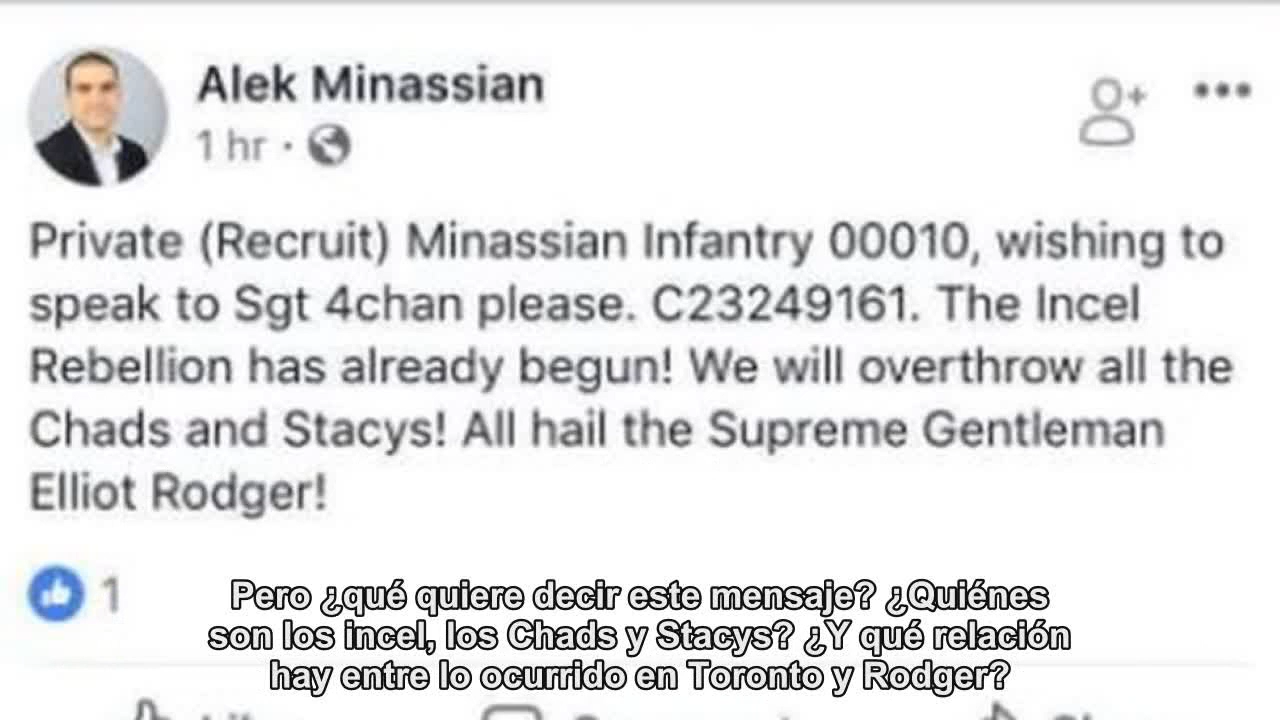 Alek Minassian
1 hr ·
Private (Recruit) Minassian Infantry 00010, wishing to
speak to Sgt 4chan please. C23249161. The Incel
Rebellion has already begun! We will overthrow all the
Chads and Stacys! All hail the Supreme Gentleman
Elliot Rodger!
1
Pero ¿qué quiere decir este mensaje? ¿Quiénes
son los incel, los Chads y Stacys? ¿Y qué relación
hay entre lo ocurrido en Toronto y Rodger?